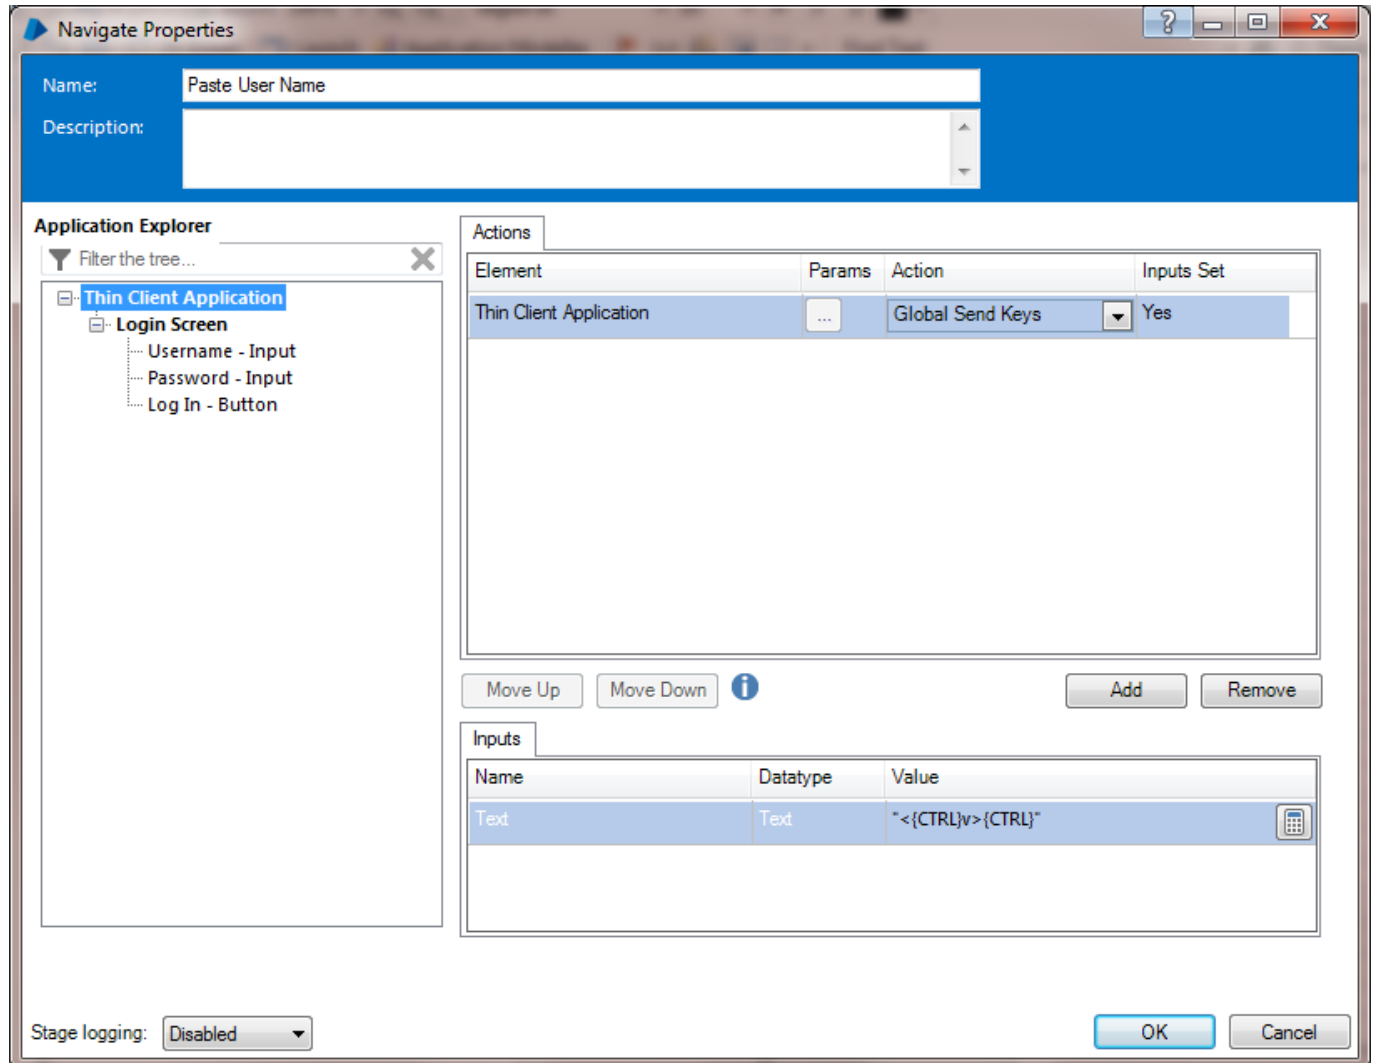 Navigate Properties
Name:
Paste User Name
Description:
Application Explorer
Filter the tree...
Thin Client Application
Login Screen
Username - Input
Password - Input
Log In - Button
Actions
Element Params Action Inputs Set
Thin Client Application ... Global Send Keys Yes
Move Up Move Down i Add Remove
Inputs
Name Datatype Value
Text Text "<{CTRL}v>{CTRL}"
Stage logging: Disabled OK Cancel